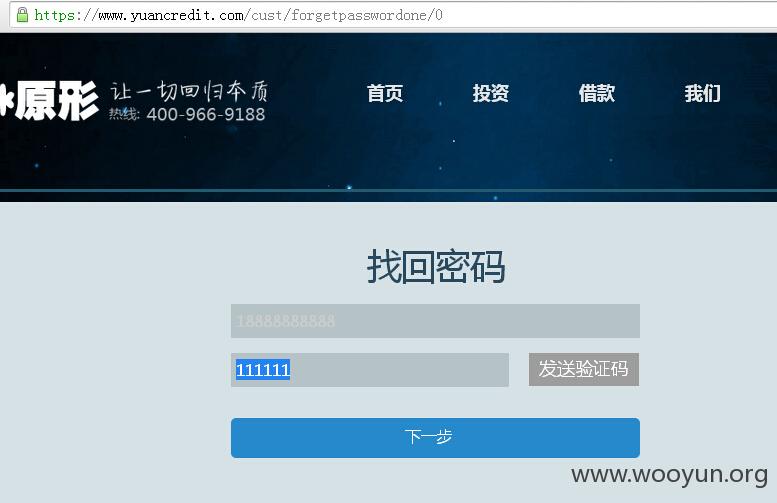 https://www.yuancredit.com/cust/forgetpasswordone/0
原形 让一切回归本质
热线: 400-966-9188
首页 投资 借款 我们
找回密码
18888888888
111111 发送验证码
下一步
www.wooyun.org